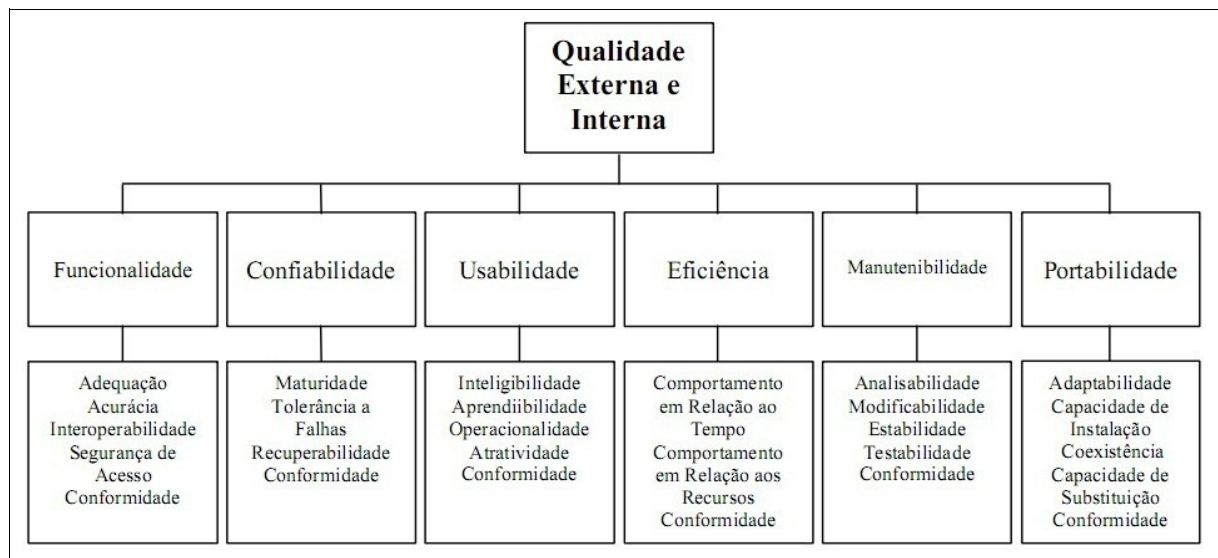 Qualidade
Externa e
Interna
Funcionalidade
Confiabilidade
Usabilidade
Eficiência
Manutenibilidade
Portabilidade
Adequação
Acurácia
Interoperabilidade
Segurança de
Acesso
Conformidade
Maturidade
Tolerância a
Falhas
Recuperabilidade
Conformidade
Inteligibilidade
Aprendiibilidade
Operacionalidade
Atratividade
Conformidade
Comportamento
em Relação ao
Tempo
Comportamento
em Relação aos
Recursos
Conformidade
Analisabilidade
Modificabilidade
Estabilidade
Testabilidade
Conformidade
Adaptabilidade
Capacidade de
Instalação
Coexistência
Capacidade de
Substituição
Conformidade